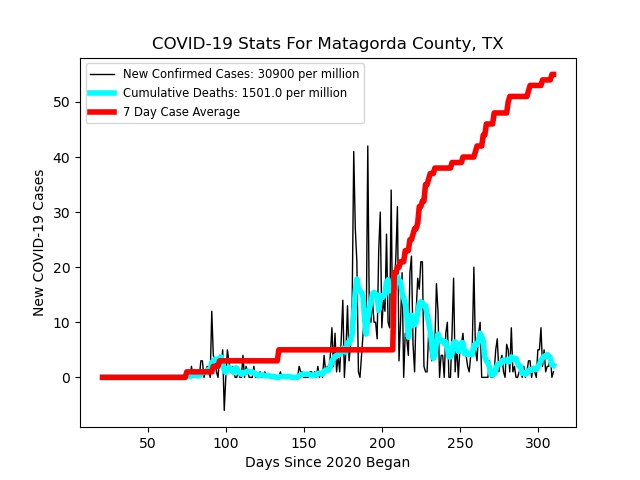 COVID-19 Stats For Matagorda County, TX
New Confirmed Cases: 30900 per million
Cumulative Deaths: 1501.0 per million
7 Day Case Average
New COVID-19 Cases
50
40
30
20
10
0
50 100 150 200 250 300
Days Since 2020 Began